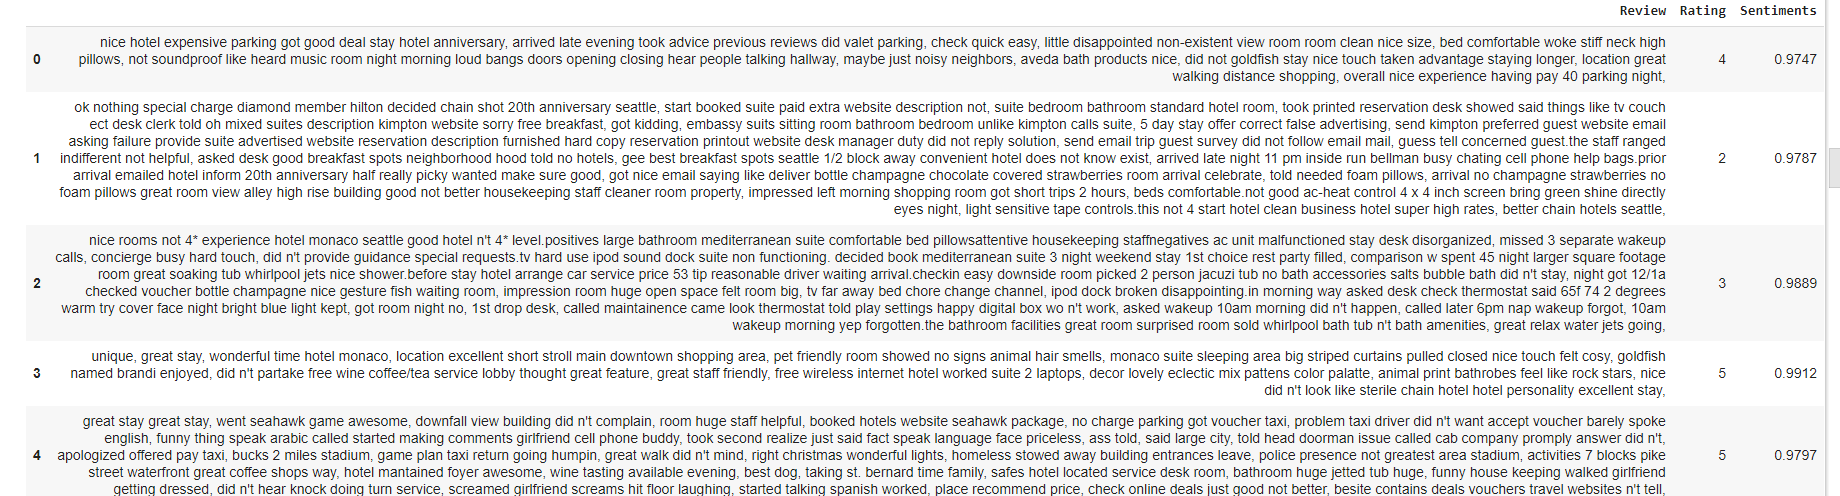 Review Rating Sentiments
nice hotel expensive parking got good deal stay hotel anniversary, arrived late evening took advice previous reviews did valet parking, check quick easy, little disappointed non-existent view room room clean nice size, bed comfortable woke stiff neck high
0 pillows, not soundproof like heard music room night morning loud bangs doors opening closing hear people talking hallway, maybe just noisy neighbors, aveda bath products nice, did not goldfish stay nice touch taken advantage staying longer, location great 4 0.9747
walking distance shopping, overall nice experience having pay 40 parking night,
ok nothing special charge diamond member hilton decided chain shot 20th anniversary seattle, start booked suite paid extra website description not, suite bedroom bathroom standard hotel room, took printed reservation desk showed said things like tv couch
ect desk clerk told oh mixed suites description kimpton website sorry free breakfast, got kidding, embassy suits sitting room bathroom bedroom unlike kimpton calls suite, 5 day stay offer correct false advertising, send kimpton preferred guest website email
asking failure provide suite advertised website reservation description furnished hard copy reservation printout website desk manager duty did not reply solution, send email trip guest survey did not follow email mail, guess tell concerned guest.the staff ranged
1 indifferent not helpful, asked desk good breakfast spots neighborhood hood told no hotels, gee best breakfast spots seattle 1/2 block away convenient hotel does not know exist, arrived late night 11 pm inside run bellman busy chating cell phone help bags.prior 2 0.9787
arrival emailed hotel inform 20th anniversary half really picky wanted make sure good, got nice email saying like deliver bottle champagne chocolate covered strawberries room arrival celebrate, told needed foam pillows, arrival no champagne strawberries no
foam pillows great room view alley high rise building good not better housekeeping staff cleaner room property, impressed left morning shopping room got short trips 2 hours, beds comfortable.not good ac-heat control 4 x 4 inch screen bring green shine directly
eyes night, light sensitive tape controls.this not 4 start hotel clean business hotel super high rates, better chain hotels seattle,
nice rooms not 4* experience hotel monaco seattle good hotel n't 4* level.positives large bathroom mediterranean suite comfortable bed pillowsattentive housekeeping staffnegatives ac unit malfunctioned stay desk disorganized, missed 3 separate wakeup
calls, concierge busy hard touch, did n't provide guidance special requests.tv hard use ipod sound dock suite non functioning. decided book mediterranean suite 3 night weekend stay 1st choice rest party filled, comparison w spent 45 night larger square footage
room great soaking tub whirlpool jets nice shower.before stay hotel arrange car service price 53 tip reasonable driver waiting arrival.checkin easy downside room picked 2 person jacuzi tub no bath accessories salts bubble bath did n't stay, night got 12/1a
2 checked voucher bottle champagne nice gesture fish waiting room, impression room huge open space felt room big, tv far away bed chore change channel, ipod dock broken disappointing.in morning way asked desk check thermostat said 65f 74 2 degrees 3 0.9889
warm try cover face night bright blue light kept, got room night no, 1st drop desk, called maintainence came look thermostat told play settings happy digital box wo n't work, asked wakeup 10am morning did n't happen, called later 6pm nap wakeup forgot, 10am
wakeup morning yep forgotten.the bathroom facilities great room surprised room sold whirlpool bath tub n't bath amenities, great relax water jets going,
unique, great stay, wonderful time hotel monaco, location excellent short stroll main downtown shopping area, pet friendly room showed no signs animal hair smells, monaco suite sleeping area big striped curtains pulled closed nice touch felt cosy, goldfish
3 named brandi enjoyed, did n't partake free wine coffee/tea service lobby thought great feature, great staff friendly, free wireless internet hotel worked suite 2 laptops, decor lovely eclectic mix pattens color palatte, animal print bathrobes feel like rock stars, nice 5 0.9912
did n't look like sterile chain hotel hotel personality excellent stay,
great stay great stay, went seahawk game awesome, downfall view building did n't complain, room huge staff helpful, booked hotels website seahawk package, no charge parking got voucher taxi, problem taxi driver did n't want accept voucher barely spoke
english, funny thing speak arabic called started making comments girlfriend cell phone buddy, took second realize just said fact speak language face priceless, ass told, said large city, told head doorman issue called cab company promply answer did n't,
4 apologized offered pay taxi, bucks 2 miles stadium, game plan taxi return going humpin, great walk did n't mind, right christmas wonderful lights, homeless stowed away building entrances leave, police presence not greatest area stadium, activities 7 blocks pike 5 0.9797
street waterfront great coffee shops way, hotel mantained foyer awesome, wine tasting available evening, best dog, taking st. bernard time family, safes hotel located service desk room, bathroom huge jetted tub huge, funny house keeping walked girlfriend
getting dressed, did n't hear knock doing turn service, screamed girlfriend screams hit floor laughing, started talking spanish worked, place recommend price, check online deals just good not better, besite contains deals vouchers travel websites n't tell,